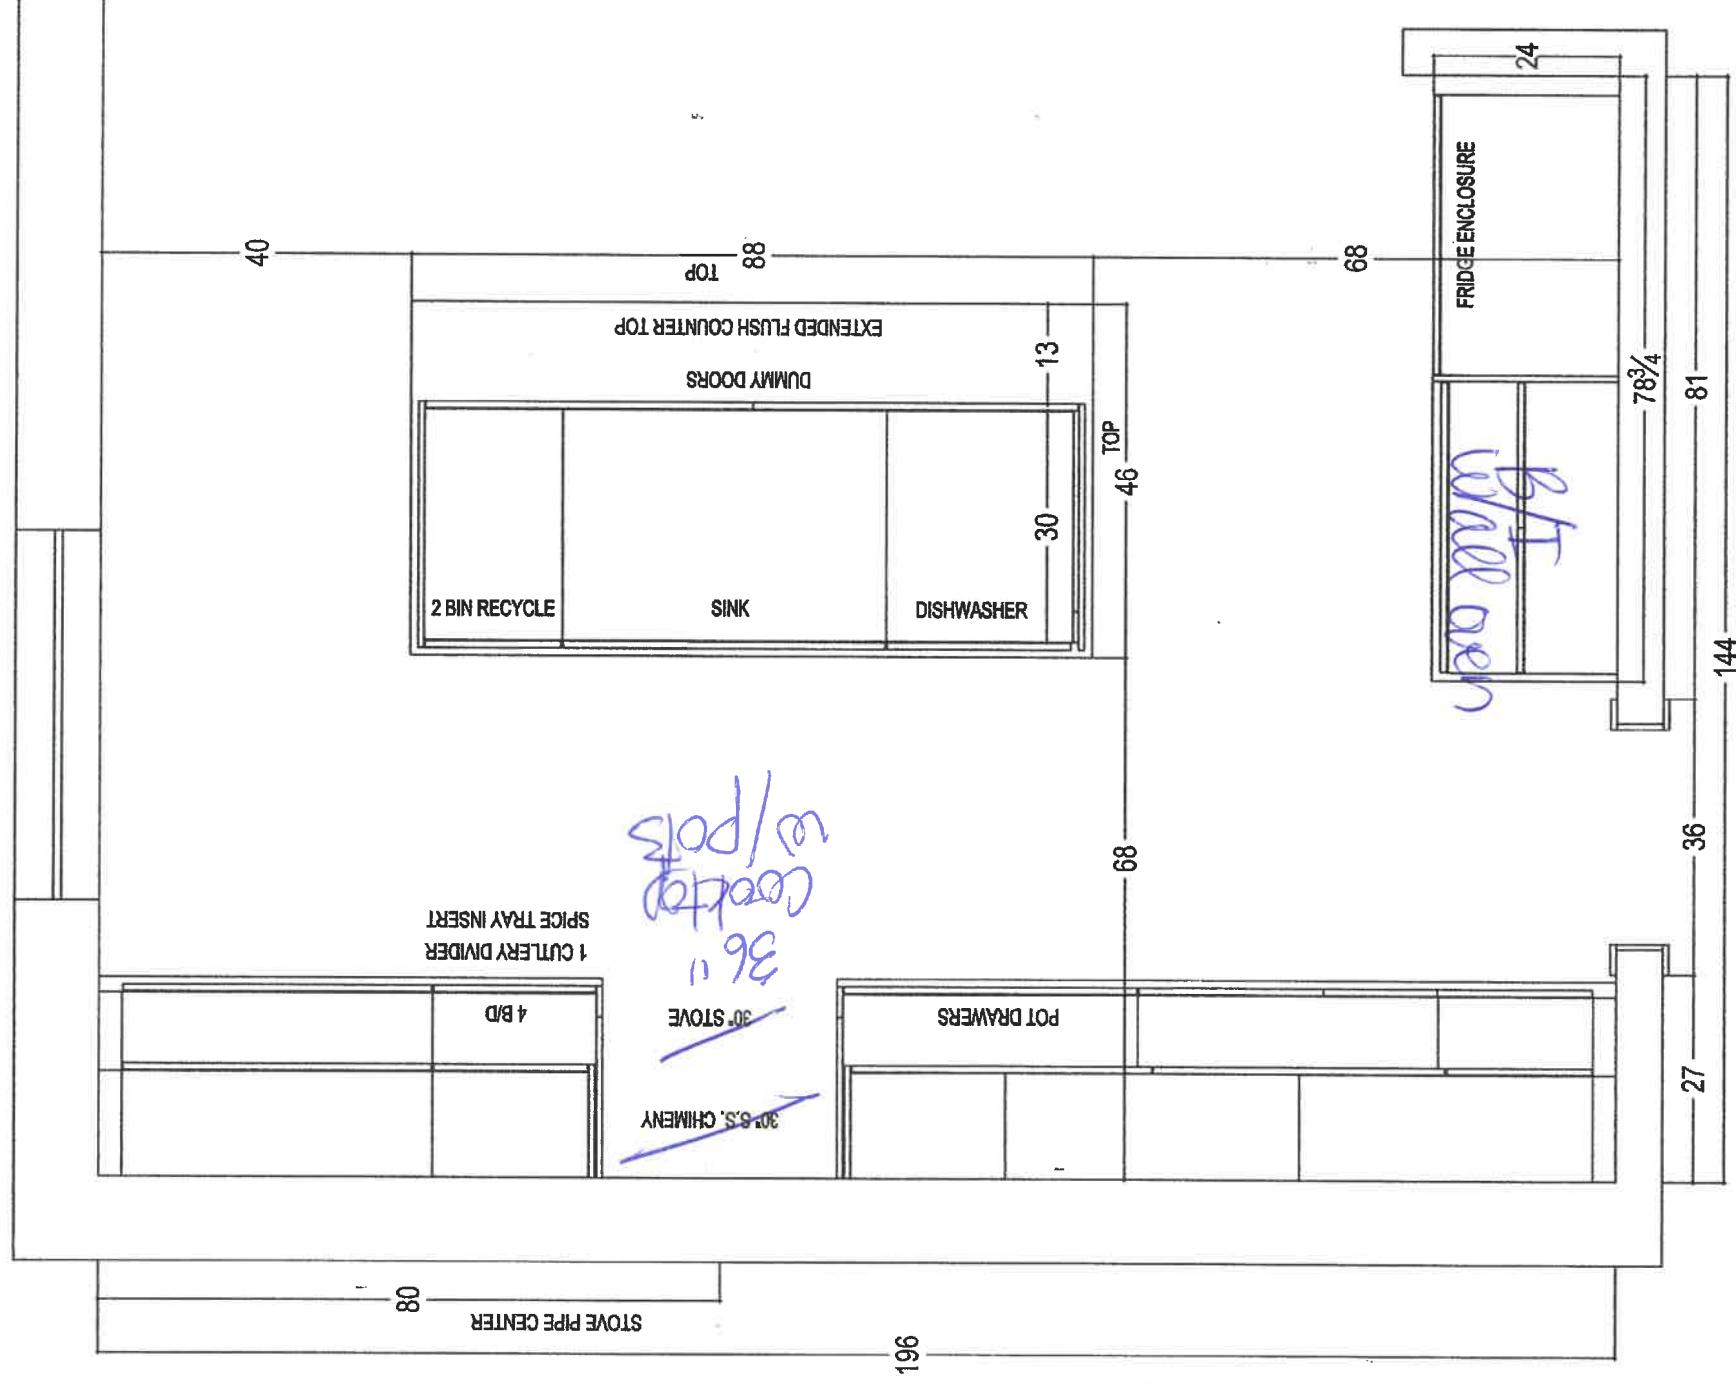 24
FRIDGE ENCLOSURE
40
88
TOP
68
EXTENDED FLUSH COUNTER TOP
DUMMY DOORS
13
78¾
81
TOP
46
30
2 BIN RECYCLE
SINK
DISHWASHER
B/I
Wall oven
144
36"
Cooktop
w/pots
68
36
SPICE TRAY INSERT
1 CUTLERY DIVIDER
4 B/D
30" STOVE
POT DRAWERS
30" S.S. CHIMENY
27
80
STOVE PIPE CENTER
196